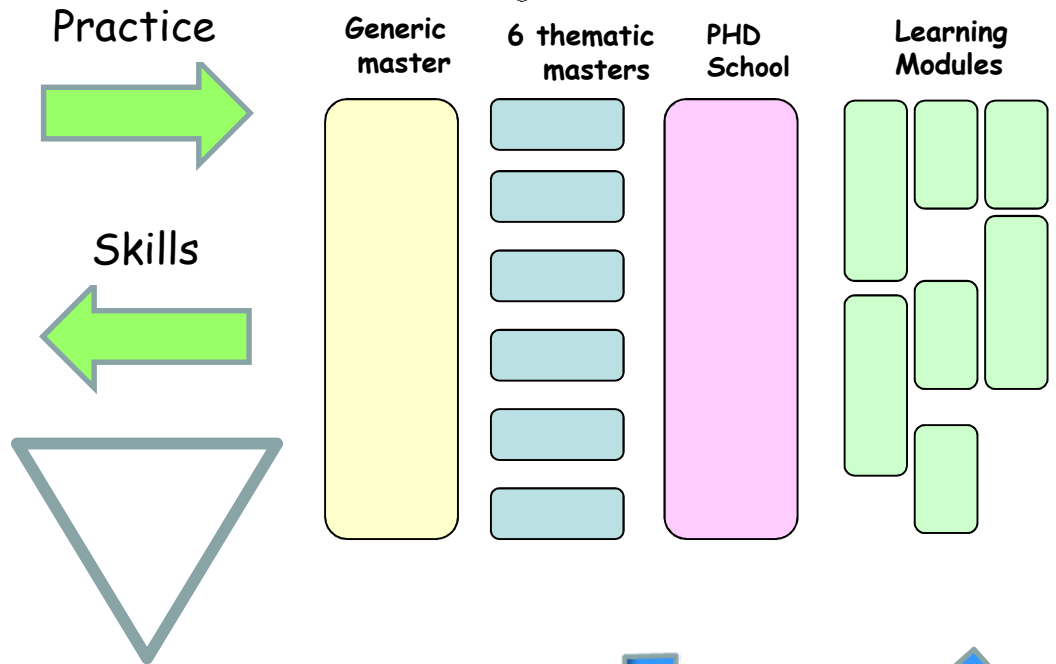 Practice
Generic
master
6 thematic
masters
PHD
School
Learning
Modules
Skills